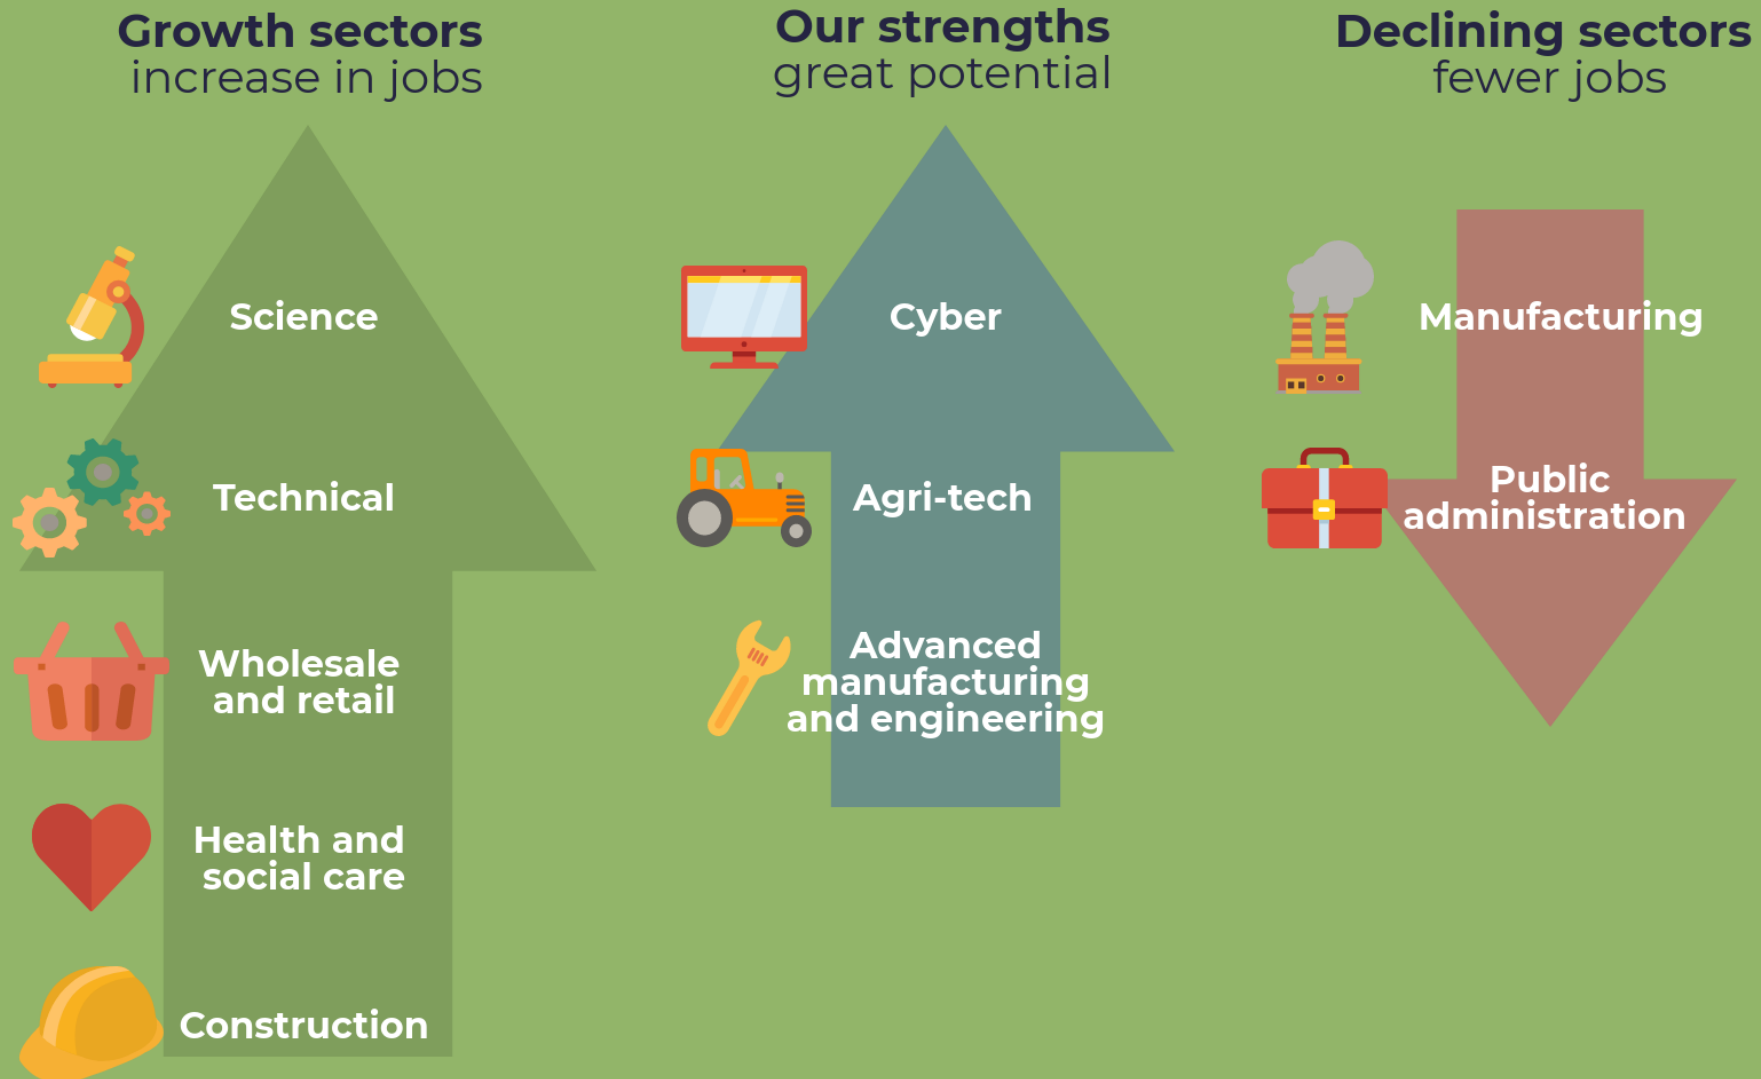 Growth sectors
increase in jobs
Science
Technical
Wholesale
and retail
Health and
social care
Construction
Our strengths
great potential
Cyber
Agri-tech
Advanced
manufacturing
and engineering
Declining sectors
fewer jobs
Manufacturing
Public
administration